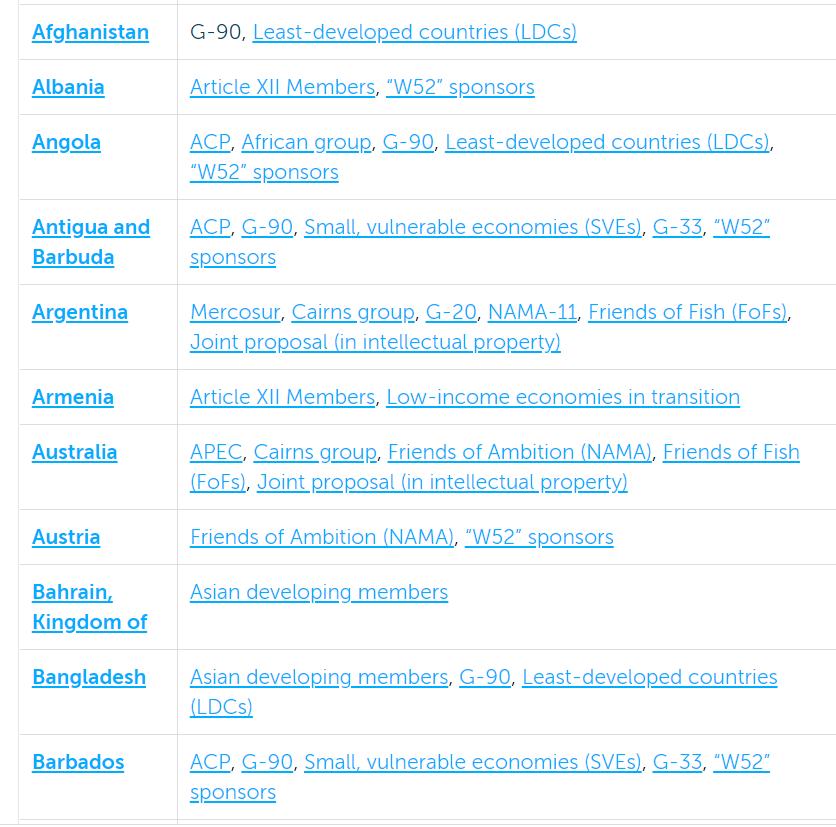 Afghanistan G-90, Least-developed countries (LDCs)
Albania Article XII Members, “W52” sponsors
Angola ACP, African group, G-90, Least-developed countries (LDCs),
“W52” sponsors
Antigua and ACP, G-90, Small, vulnerable economies (SVEs), G-33, “W52”
Barbuda sponsors
Argentina Mercosur, Cairns group, G-20, NAMA-11, Friends of Fish (FoFs),
Joint proposal (in intellectual property)
Armenia Article XII Members, Low-income economies in transition
Australia APEC, Cairns group, Friends of Ambition (NAMA), Friends of Fish
(FoFs), Joint proposal (in intellectual property)
Austria Friends of Ambition (NAMA), “W52” sponsors
Bahrain, Asian developing members
Kingdom of
Bangladesh Asian developing members, G-90, Least-developed countries
(LDCs)
Barbados ACP, G-90, Small, vulnerable economies (SVEs), G-33, “W52”
sponsors